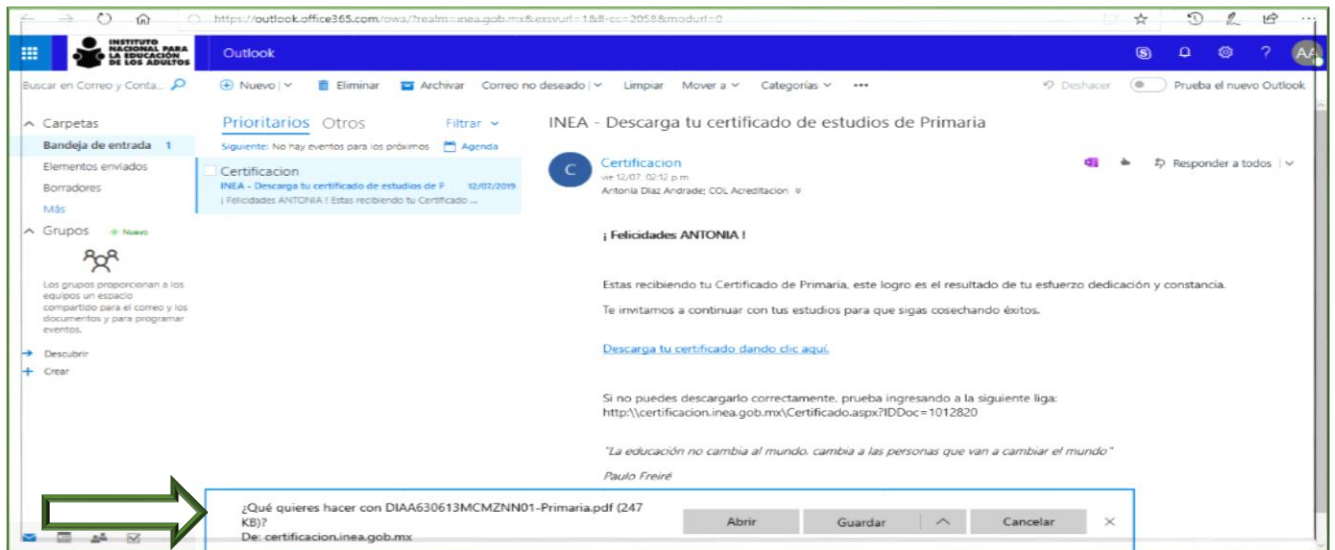 https://outlook.office365.com/owa/?realm=inea.gob.mx&exsvurl=1&ll-cc=2058&modurl=0
INSTITUTO
NACIONAL PARA
LA EDUCACIÓN
DE LOS ADULTOS
Outlook
AA
Buscar en Correo y Conta...
Nuevo
Eliminar
Archivar
Correo no deseado
Limpiar
Mover a
Categorías
Deshacer
Prueba el nuevo Outlook
Carpetas
Bandeja de entrada 1
Elementos enviados
Borradores
Más
Grupos + Nuevo
Los grupos proporcionan a los
equipos un espacio
compartido para el correo y los
documentos y para programar
eventos.
Descubrir
Crear
Prioritarios Otros Filtrar
Siguiente: No hay eventos para los próximos Agenda
Certificacion
INEA - Descarga tu certificado de estudios de P 12/07/2019
¡ Felicidades ANTONIA ! Estas recibiendo tu Certificado ...
INEA - Descarga tu certificado de estudios de Primaria
C
Certificacion
vie 12/07, 02:12 p.m.
Antonia Diaz Andrade; COL Acreditacion
Responder a todos
¡ Felicidades ANTONIA !
Estas recibiendo tu Certificado de Primaria, este logro es el resultado de tu esfuerzo dedicación y constancia.
Te invitamos a continuar con tus estudios para que sigas cosechando éxitos.
Descarga tu certificado dando clic aquí.
Si no puedes descargarlo correctamente, prueba ingresando a la siguiente liga:
http:\\certificacion.inea.gob.mx\Certificado.aspx?IDDoc=1012820
"La educación no cambia al mundo, cambia a las personas que van a cambiar el mundo"
Paulo Freiré
¿Qué quieres hacer con DIAA630613MCMZNN01-Primaria.pdf (247
KB)?
De: certificacion.inea.gob.mx
Abrir
Guardar
Cancelar